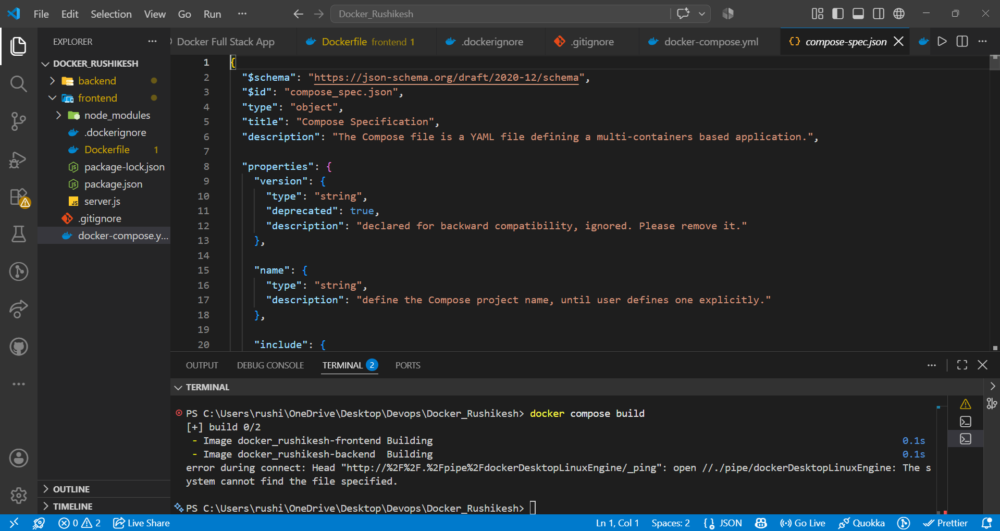 File Edit Selection View Go Run ··· Docker_Rushikesh
EXPLORER
Docker Full Stack App Dockerfile frontend 1 .dockerignore .gitignore docker-compose.yml {} compose-spec.json
DOCKER_RUSHIKESH
backend
frontend
node_modules
.dockerignore
Dockerfile 1
package-lock.json
package.json
server.js
.gitignore
docker-compose.y...
OUTLINE
TIMELINE
1 {
2 "$schema": "https://json-schema.org/draft/2020-12/schema",
3 "$id": "compose_spec.json",
4 "type": "object",
5 "title": "Compose Specification",
6 "description": "The Compose file is a YAML file defining a multi-containers based application.",
7
8 "properties": {
9 "version": {
10 "type": "string",
11 "deprecated": true,
12 "description": "declared for backward compatibility, ignored. Please remove it."
13 },
14
15 "name": {
16 "type": "string",
17 "description": "define the Compose project name, until user defines one explicitly."
18 },
19
20 "include": {
OUTPUT DEBUG CONSOLE TERMINAL 2 PORTS
TERMINAL
PS C:\Users\rushi\OneDrive\Desktop\Devops\Docker_Rushikesh> docker compose build
[+] build 0/2
- Image docker_rushikesh-frontend Building 0.1s
- Image docker_rushikesh-backend Building 0.1s
error during connect: Head "http://%2F%2F.%2Fpipe%2FdockerDesktopLinuxEngine/_ping": open //./pipe/dockerDesktopLinuxEngine: The s
ystem cannot find the file specified.
PS C:\Users\rushi\OneDrive\Desktop\Devops\Docker_Rushikesh>
0 2 Live Share Ln 1, Col 1 Spaces: 2 JSON Go Live Quokka Prettier